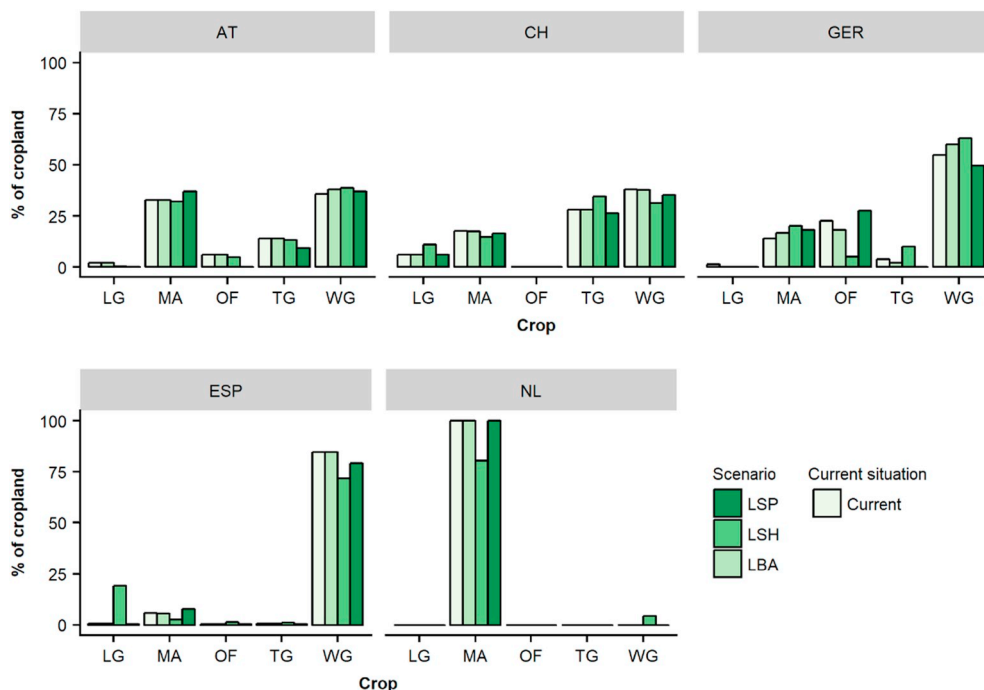 AT CH GER
% of cropland
100
75
50
25
0
LG MA OF TG WG LG MA OF TG WG LG MA OF TG WG
Crop
ESP NL
% of cropland
100
75
50
25
0
LG MA OF TG WG LG MA OF TG WG
Crop
Scenario Current situation
LSP Current
LSH
LBA